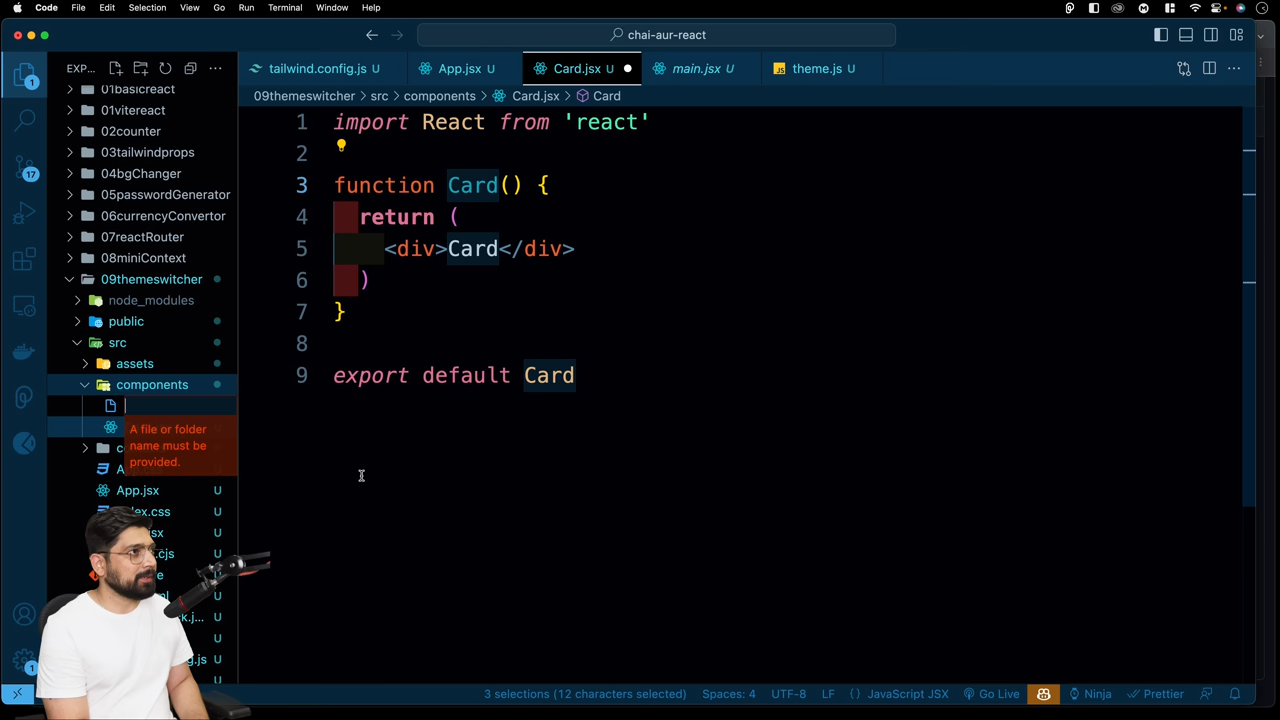 Code File Edit Selection View Go Run Terminal Window Help
chai-aur-react
EXP...
tailwind.config.js U
App.jsx U
Card.jsx U
main.jsx U
JS theme.js U
09themeswitcher > src > components > Card.jsx > Card
01basicreact
01vitereact
02counter
03tailwindprops
04bgChanger
05passwordGenerator
06currencyConvertor
07reactRouter
08miniContext
09themeswitcher
node_modules
public
src
assets
components
A file or folder
name must be
provided.
App.jsx U
1 import React from 'react'
2
3 function Card() {
4 return (
5 <div>Card</div>
6 )
7 }
8
9 export default Card
1
17
1
3 selections (12 characters selected) Spaces: 4 UTF-8 LF {} JavaScript JSX Go Live Ninja Prettier